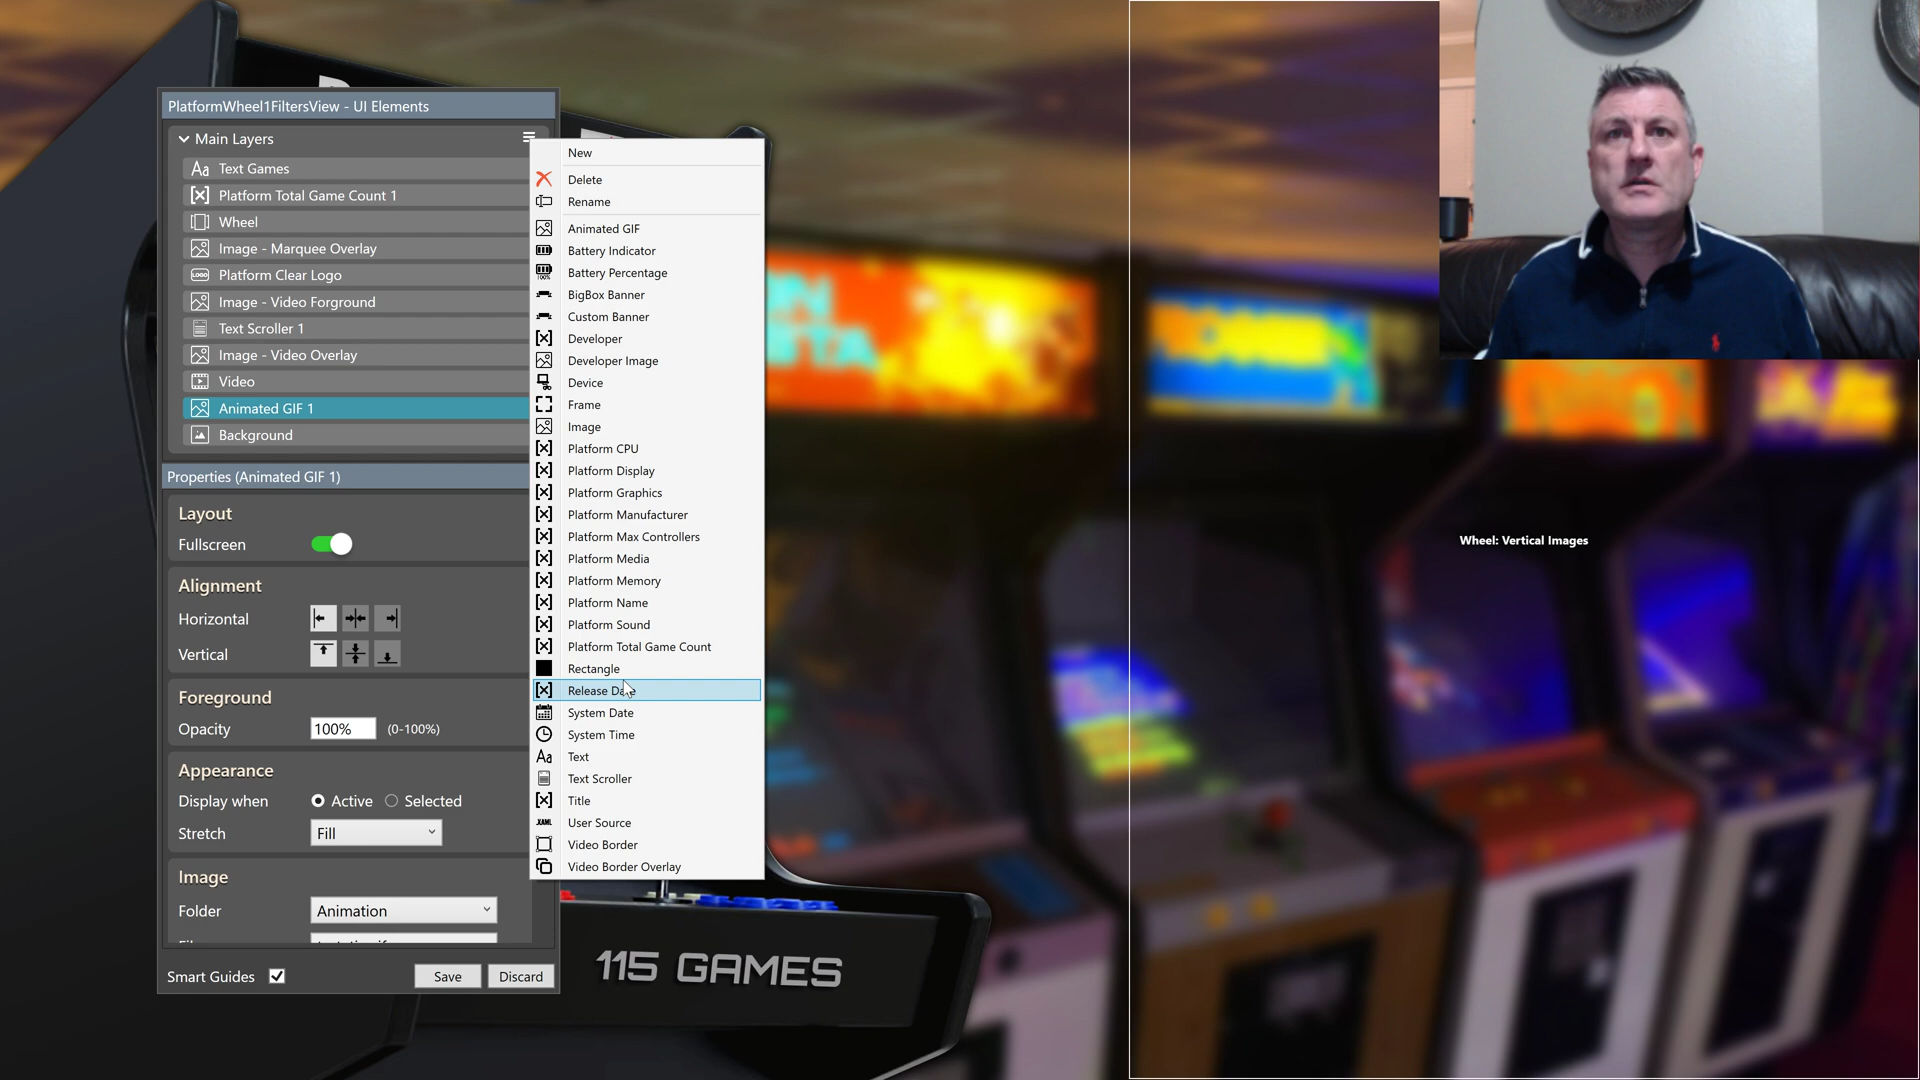 PlatformWheel1FiltersView - UI Elements
Main Layers
Text Games
Platform Total Game Count 1
Wheel
Image - Marquee Overlay
Platform Clear Logo
Image - Video Forground
Text Scroller 1
Image - Video Overlay
Video
Animated GIF 1
Background
Properties (Animated GIF 1)
Layout
Fullscreen
Alignment
Horizontal
Vertical
Foreground
Opacity 100% (0-100%)
Appearance
Display when Active Selected
Stretch Fill
Image
Folder Animation
Smart Guides Save Discard
New
Delete
Rename
Animated GIF
Battery Indicator
Battery Percentage
BigBox Banner
Custom Banner
Developer
Developer Image
Device
Frame
Image
Platform CPU
Platform Display
Platform Graphics
Platform Manufacturer
Platform Max Controllers
Platform Media
Platform Memory
Platform Name
Platform Sound
Platform Total Game Count
Rectangle
Release Date
System Date
System Time
Text
Text Scroller
Title
User Source
Video Border
Video Border Overlay
Wheel: Vertical Images
115 GAMES